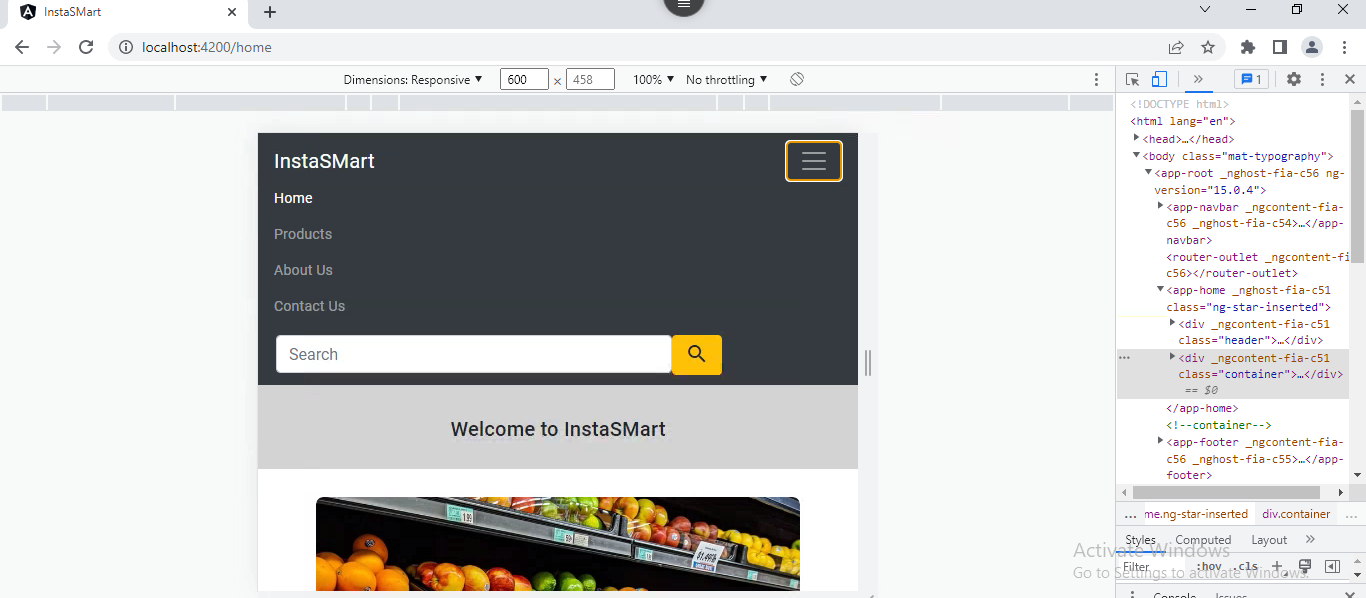 InstaSMart
localhost:4200/home
Dimensions: Responsive 600 × 458 100% No throttling
1
InstaSMart
Home
Products
About Us
Contact Us
Search
Welcome to InstaSMart
<!DOCTYPE html>
<html lang="en">
<head>…</head>
<body class="mat-typography">
<app-root _nghost-fia-c56 ng-
version="15.0.4">
<app-navbar _ngcontent-fia-
c56 _nghost-fia-c54>…</app-
navbar>
<router-outlet _ngcontent-fi
c56></router-outlet>
<app-home _nghost-fia-c51
class="ng-star-inserted">
<div _ngcontent-fia-c51
class="header">…</div>
<div _ngcontent-fia-c51
class="container">…</div>
== $0
</app-home>
<!--container-->
<app-footer _ngcontent-fia-
c56 _nghost-fia-c55>…</app-
footer>
... me.ng-star-inserted div.container ...
Styles Computed Layout
Activate Windows
Go to Settings to activate Windows.
Filter :hov .cls
Console Issues